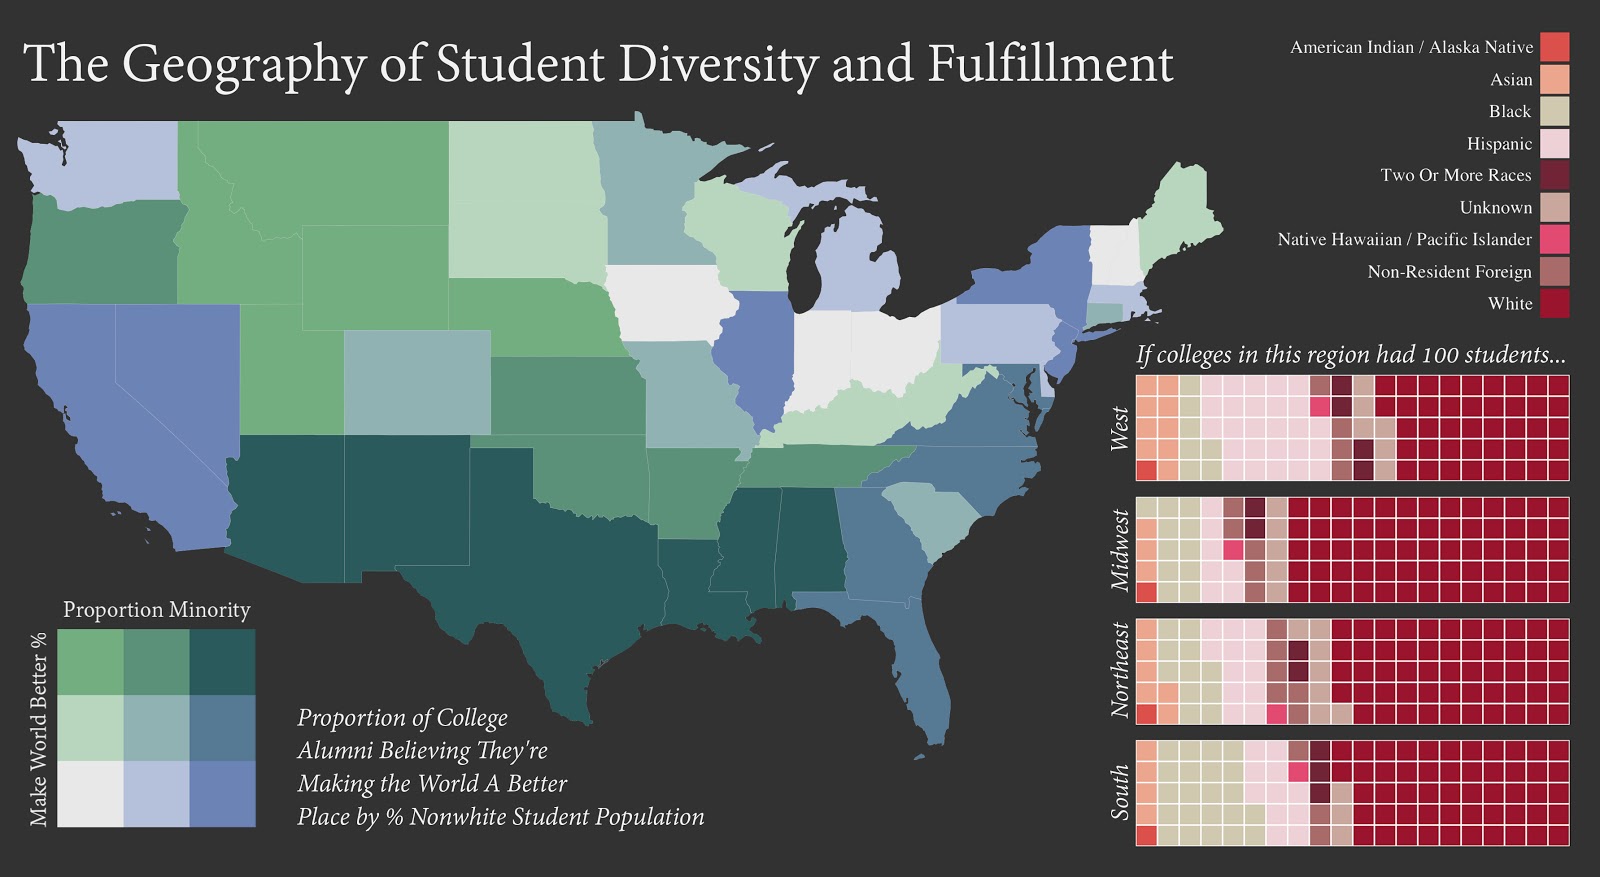 The Geography of Student Diversity and Fulfillment
American Indian / Alaska Native
Asian
Black
Hispanic
Two Or More Races
Unknown
Native Hawaiian / Pacific Islander
Non-Resident Foreign
White
If colleges in this region had 100 students...
West
Midwest
Northeast
South
Proportion Minority
Make World Better %
Proportion of College
Alumni Believing They're
Making the World A Better
Place by % Nonwhite Student Population